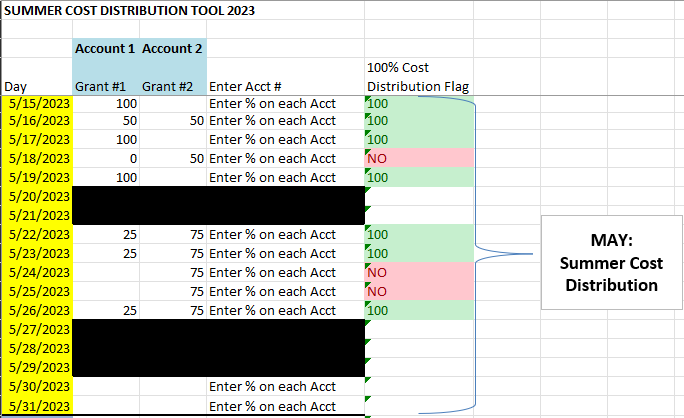 SUMMER COST DISTRIBUTION TOOL 2023
Account 1 Account 2
100% Cost
Day Grant #1 Grant #2 Enter Acct # Distribution Flag
5/15/2023 100 Enter % on each Acct 100
5/16/2023 50 50 Enter % on each Acct 100
5/17/2023 100 Enter % on each Acct 100
5/18/2023 0 50 Enter % on each Acct NO
5/19/2023 100 Enter % on each Acct 100
5/20/2023
5/21/2023
5/22/2023 25 75 Enter % on each Acct 100
5/23/2023 25 75 Enter % on each Acct 100
5/24/2023 75 Enter % on each Acct NO
5/25/2023 75 Enter % on each Acct NO
5/26/2023 25 75 Enter % on each Acct 100
5/27/2023
5/28/2023
5/29/2023
5/30/2023 Enter % on each Acct
5/31/2023 Enter % on each Acct
MAY:
Summer Cost
Distribution